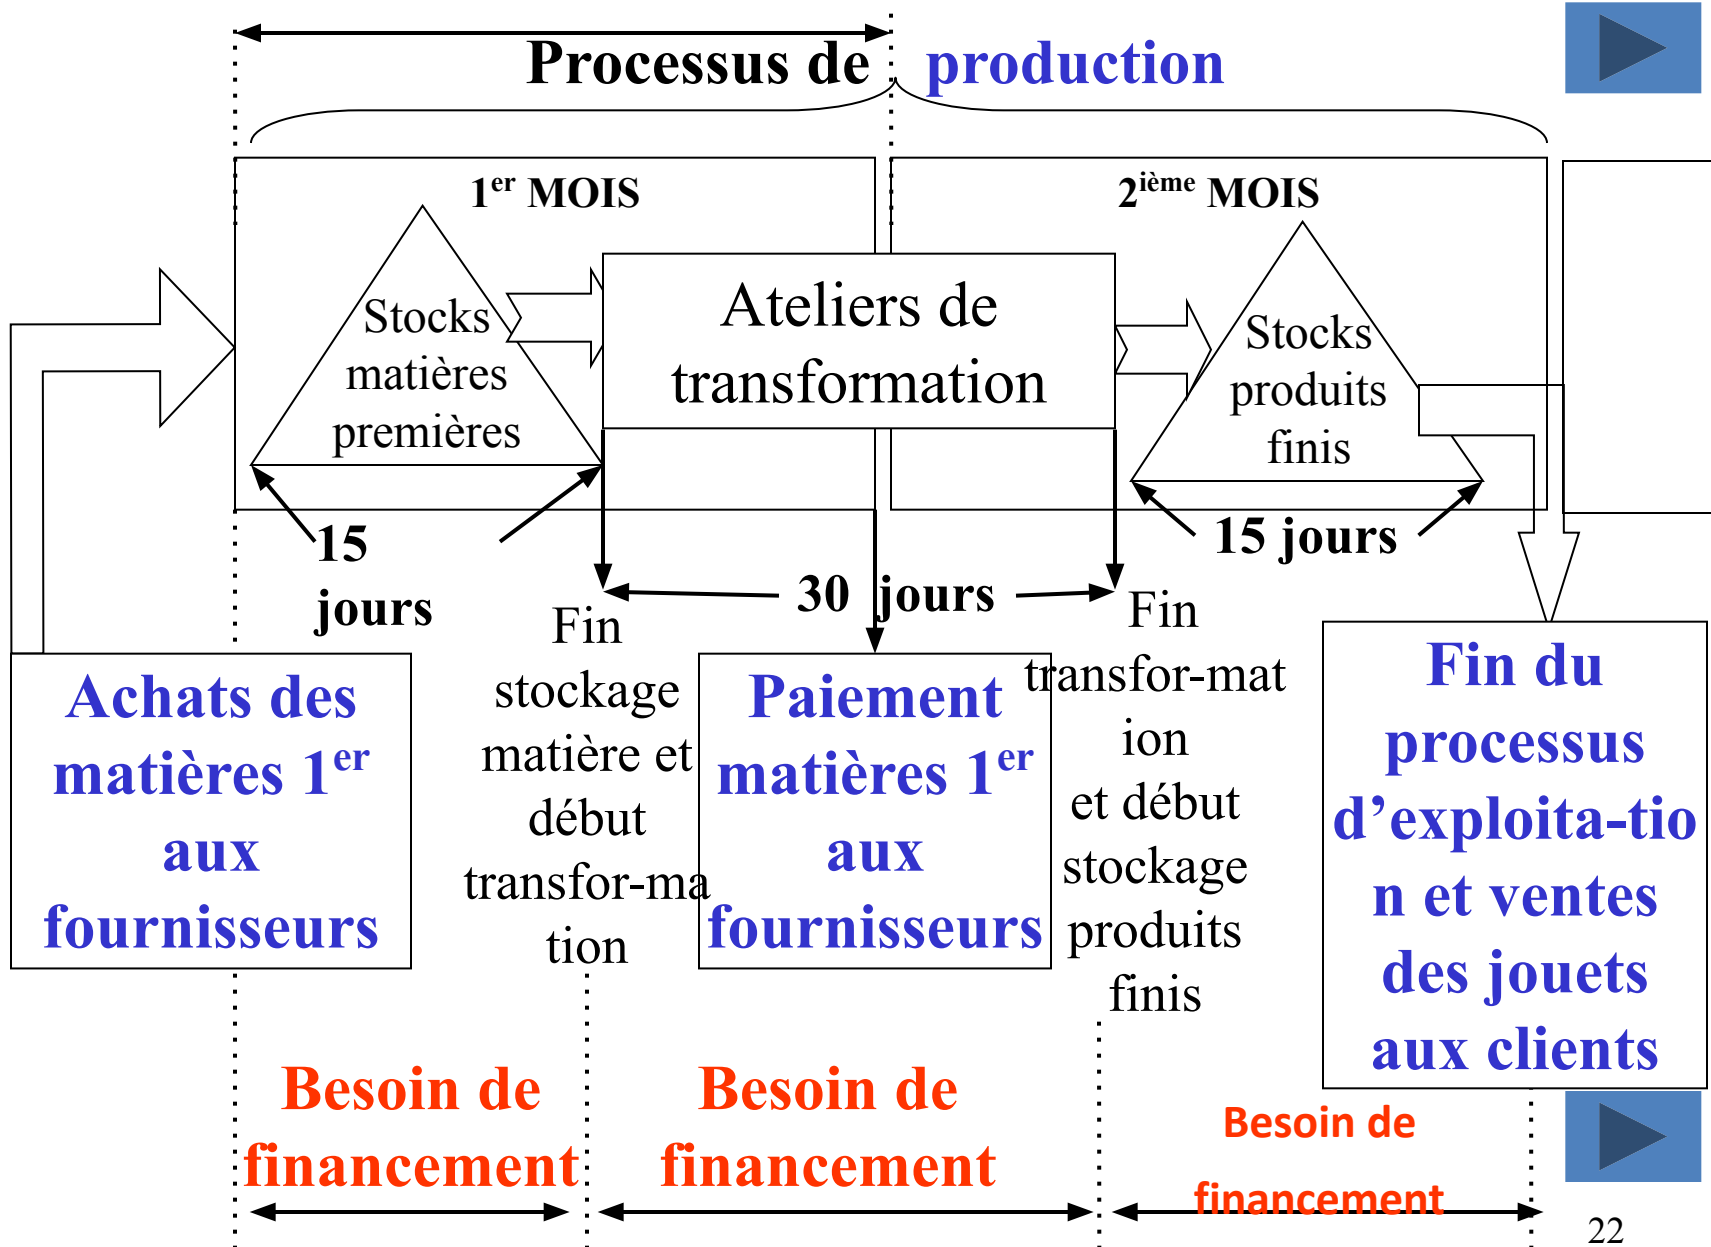 Processus de production
1er MOIS
2ième MOIS
Stocks
matières
premières
Ateliers de
transformation
Stocks
produits
finis
15
jours
30 jours
15 jours
Achats des
matières 1er
aux
fournisseurs
Fin
stockage
matière et
début
transfor-ma
tion
Paiement
matières 1er
aux
fournisseurs
Fin
transfor-mat
ion
et début
stockage
produits
finis
Fin du
processus
d’exploita-tio
n et ventes
des jouets
aux clients
Besoin de
financement
Besoin de
financement
Besoin de
financement
22